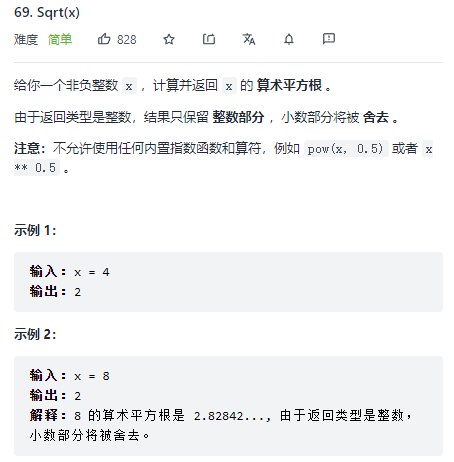 69. Sqrt(x)
难度 简单 828
给你一个非负整数 x ，计算并返回 x 的 算术平方根 。
由于返回类型是整数，结果只保留 整数部分 ，小数部分将被 舍去 。
注意：不允许使用任何内置指数函数和算符，例如 pow(x, 0.5) 或者 x
** 0.5 。
示例 1：
输入：x = 4
输出：2
示例 2：
输入：x = 8
输出：2
解释：8 的算术平方根是 2.82842..., 由于返回类型是整数，
小数部分将被舍去。